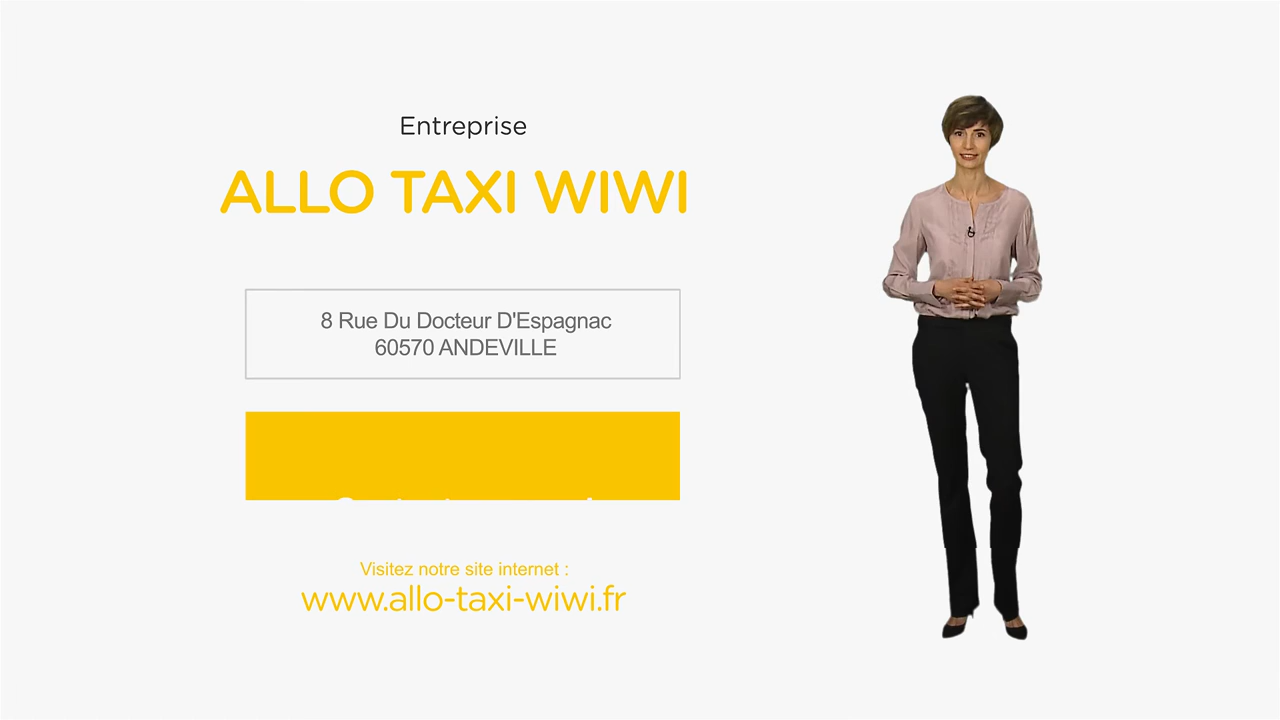 Entreprise
ALLO TAXI WIWI
8 Rue Du Docteur D'Espagnac
60570 ANDEVILLE
Visitez notre site internet :
www.allo-taxi-wiwi.fr